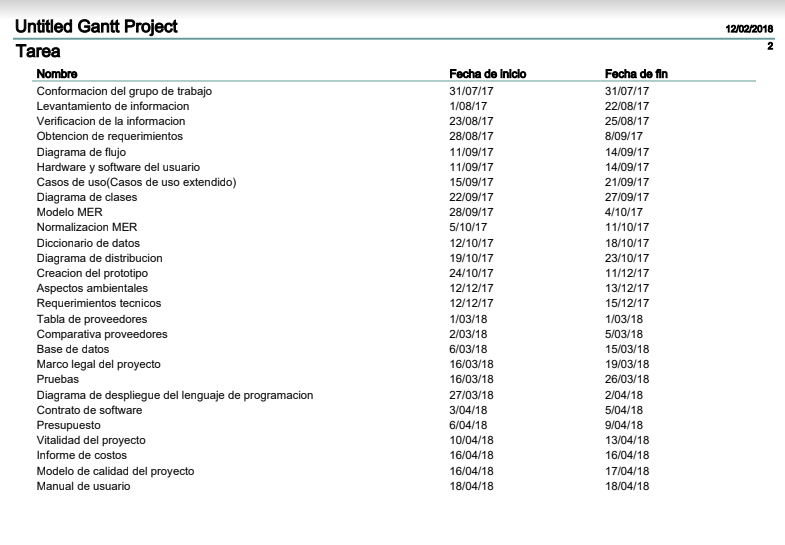 Untitled Gantt Project
12/02/2018
Tarea
2
Nombre Fecha de inicio Fecha de fin
Conformacion del grupo de trabajo 31/07/17 31/07/17
Levantamiento de informacion 1/08/17 22/08/17
Verificacion de la informacion 23/08/17 25/08/17
Obtencion de requerimientos 28/08/17 8/09/17
Diagrama de flujo 11/09/17 14/09/17
Hardware y software del usuario 11/09/17 14/09/17
Casos de uso(Casos de uso extendido) 15/09/17 21/09/17
Diagrama de clases 22/09/17 27/09/17
Modelo MER 28/09/17 4/10/17
Normalizacion MER 5/10/17 11/10/17
Diccionario de datos 12/10/17 18/10/17
Diagrama de distribucion 19/10/17 23/10/17
Creacion del prototipo 24/10/17 11/12/17
Aspectos ambientales 12/12/17 13/12/17
Requerimientos tecnicos 12/12/17 15/12/17
Tabla de proveedores 1/03/18 1/03/18
Comparativa proveedores 2/03/18 5/03/18
Base de datos 6/03/18 15/03/18
Marco legal del proyecto 16/03/18 19/03/18
Pruebas 16/03/18 26/03/18
Diagrama de despliegue del lenguaje de programacion 27/03/18 2/04/18
Contrato de software 3/04/18 5/04/18
Presupuesto 6/04/18 9/04/18
Vitalidad del proyecto 10/04/18 13/04/18
Informe de costos 16/04/18 16/04/18
Modelo de calidad del proyecto 16/04/18 17/04/18
Manual de usuario 18/04/18 18/04/18